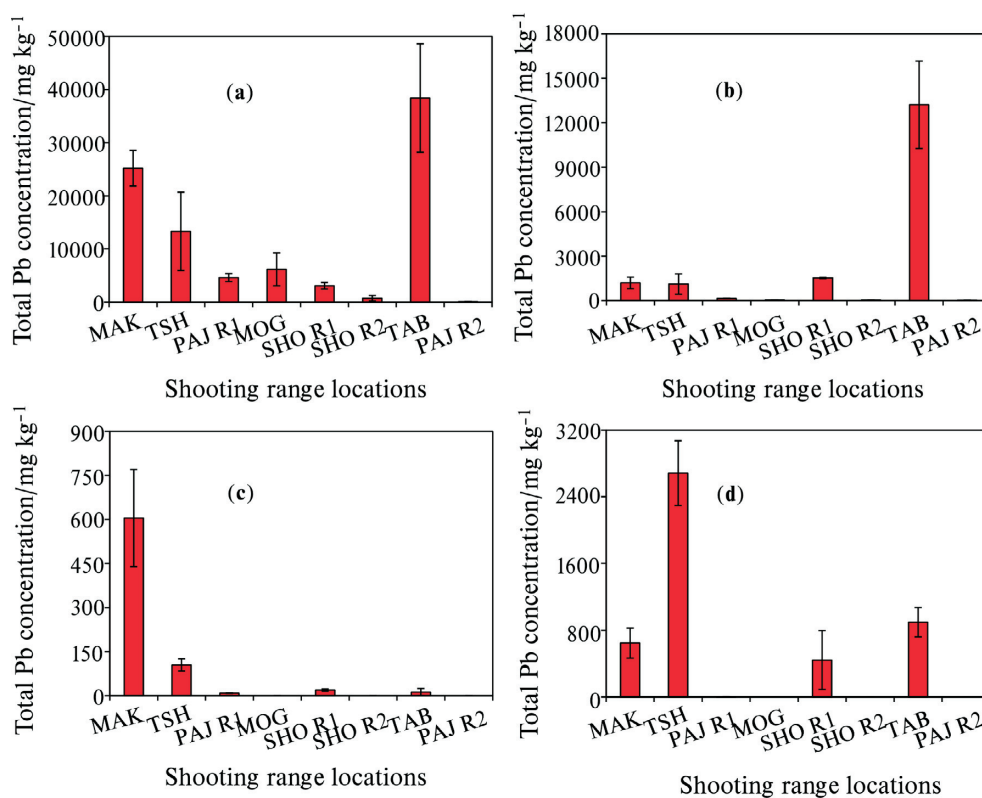 Total Pb concentration/mg kg⁻¹
50000
40000
30000
20000
10000
0
(a)
MAK
TSH
PAJ R1
MOG
SHO R1
SHO R2
TAB
PAJ R2
Shooting range locations
Total Pb concentration/mg kg⁻¹
18000
15000
12000
9000
6000
3000
0
(b)
MAK
TSH
PAJ R1
MOG
SHO R1
SHO R2
TAB
PAJ R2
Shooting range locations
Total Pb concentration/mg kg⁻¹
900
750
600
450
300
150
0
(c)
MAK
TSH
PAJ R1
MOG
SHO R1
SHO R2
TAB
PAJ R2
Shooting range locations
Total Pb concentration/mg kg⁻¹
3200
2400
1600
800
0
(d)
MAK
TSH
PAJ R1
MOG
SHO R1
SHO R2
TAB
PAJ R2
Shooting range locations